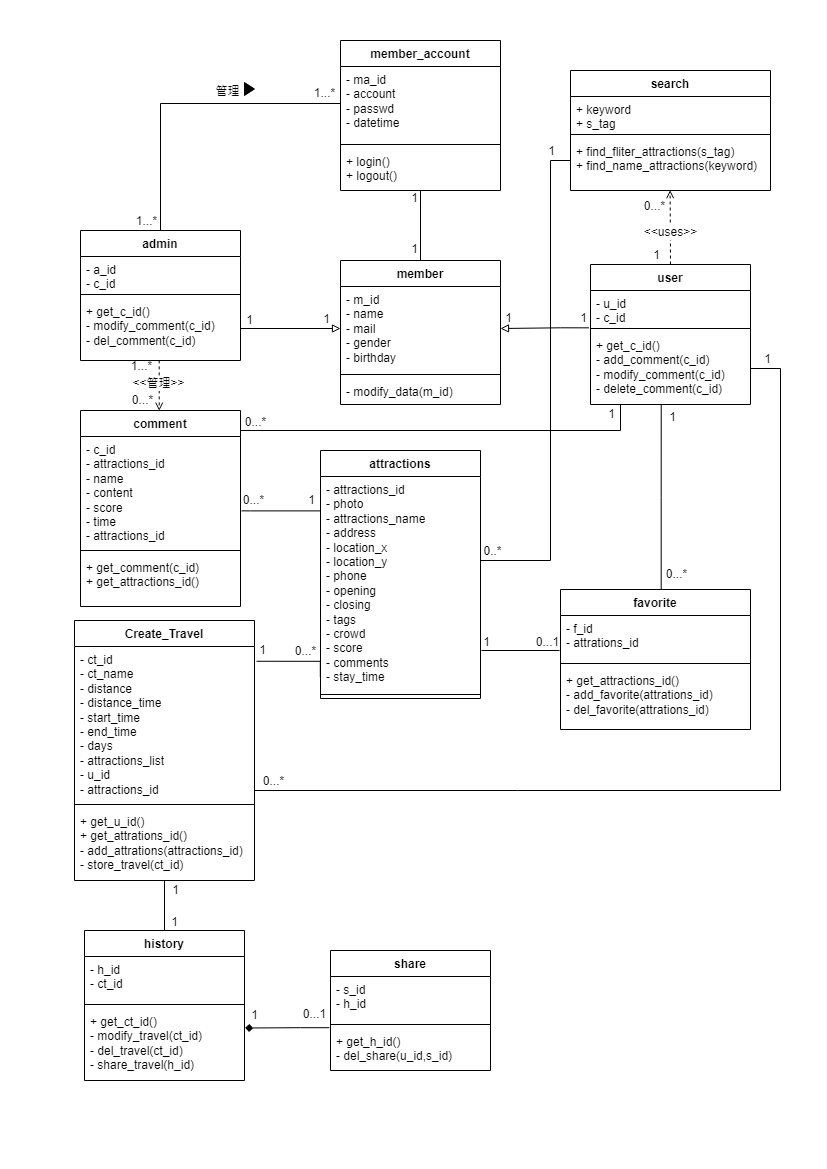 member_account
- ma_id
- account
- passwd
- datetime
+ login()
+ logout()
管理
1...*
1...*
search
+ keyword
+ s_tag
+ find_fliter_attractions(s_tag)
+ find_name_attractions(keyword)
1
0...*
<<uses>>
1
1
1
admin
- a_id
- c_id
+ get_c_id()
- modify_comment(c_id)
- del_comment(c_id)
1
1
member
- m_id
- name
- mail
- gender
- birthday
- modify_data(m_id)
1
1
user
- u_id
- c_id
+ get_c_id()
- add_comment(c_id)
- modify_comment(c_id)
- delete_comment(c_id)
1
1...*
<<管理>>
0...*
1
1
0...*
comment
- c_id
- attractions_id
- name
- content
- score
- time
- attractions_id
+ get_comment(c_id)
+ get_attractions_id()
0...*
1
attractions
- attractions_id
- photo
- attractions_name
- address
- location_x
- location_y
- phone
- opening
- closing
- tags
- crowd
- score
- comments
- stay_time
0..*
0...*
favorite
- f_id
- attrations_id
+ get_attractions_id()
- add_favorite(attrations_id)
- del_favorite(attrations_id)
1
0...1
1
0...*
Create_Travel
- ct_id
- ct_name
- distance
- distance_time
- start_time
- end_time
- days
- attractions_list
- u_id
- attractions_id
+ get_u_id()
+ get_attrations_id()
- add_attrations(attractions_id)
- store_travel(ct_id)
0...*
1
1
history
- h_id
- ct_id
+ get_ct_id()
- modify_travel(ct_id)
- del_travel(ct_id)
- share_travel(h_id)
1
0...1
share
- s_id
- h_id
+ get_h_id()
- del_share(u_id,s_id)